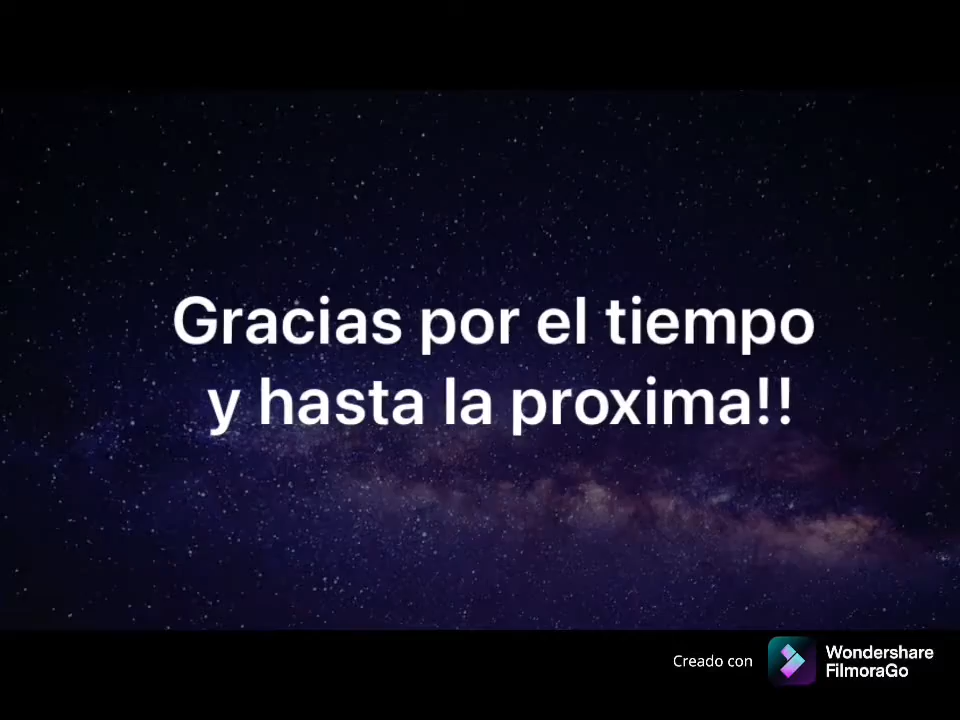 Gracias por el tiempo
y hasta la proxima!!
Creado con
Wondershare
FilmoraGo